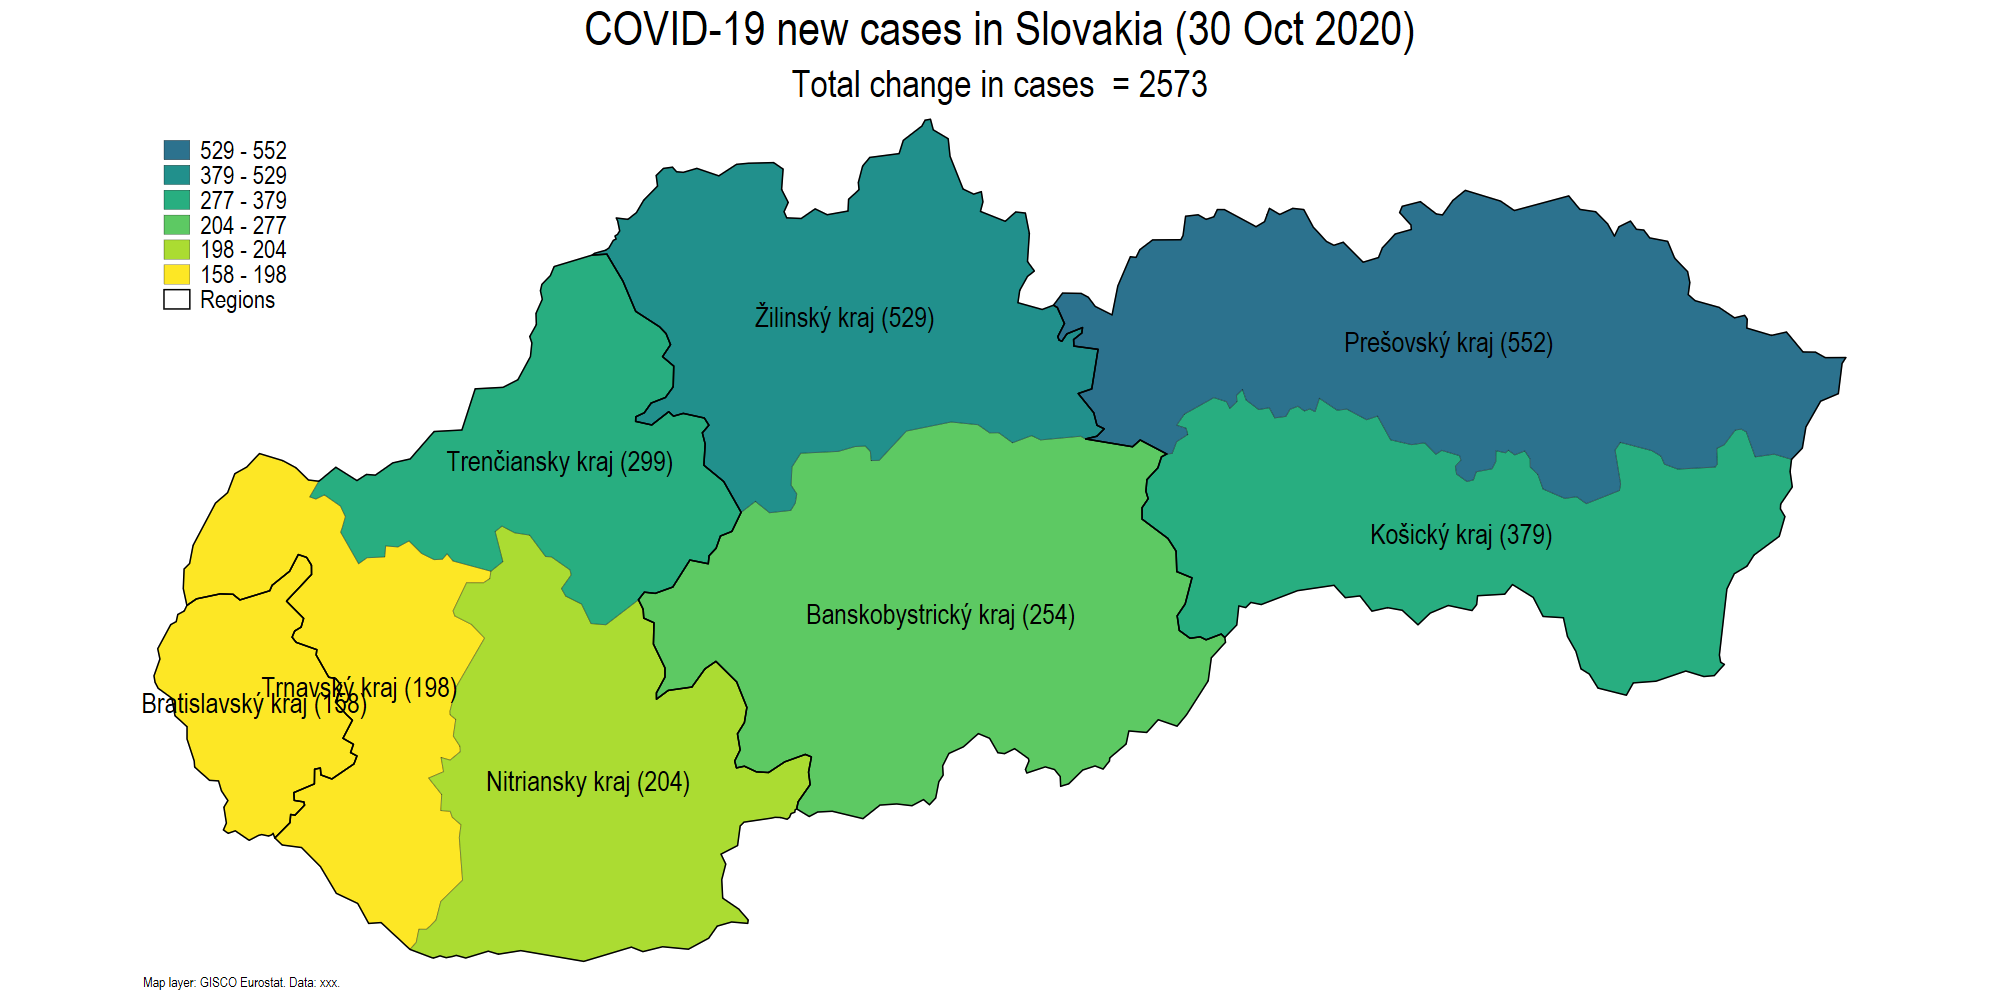 COVID-19 new cases in Slovakia (30 Oct 2020)
Total change in cases  = 2573
529 - 552
379 - 529
277 - 379
204 - 277
198 - 204
158 - 198
Regions
Žilinský kraj (529)
Prešovský kraj (552)
Trenčiansky kraj (299)
Košický kraj (379)
Banskobystrický kraj (254)
Trnavský kraj (198)
Bratislavský kraj (158)
Nitriansky kraj (204)
Map layer: GISCO Eurostat. Data: xxx.